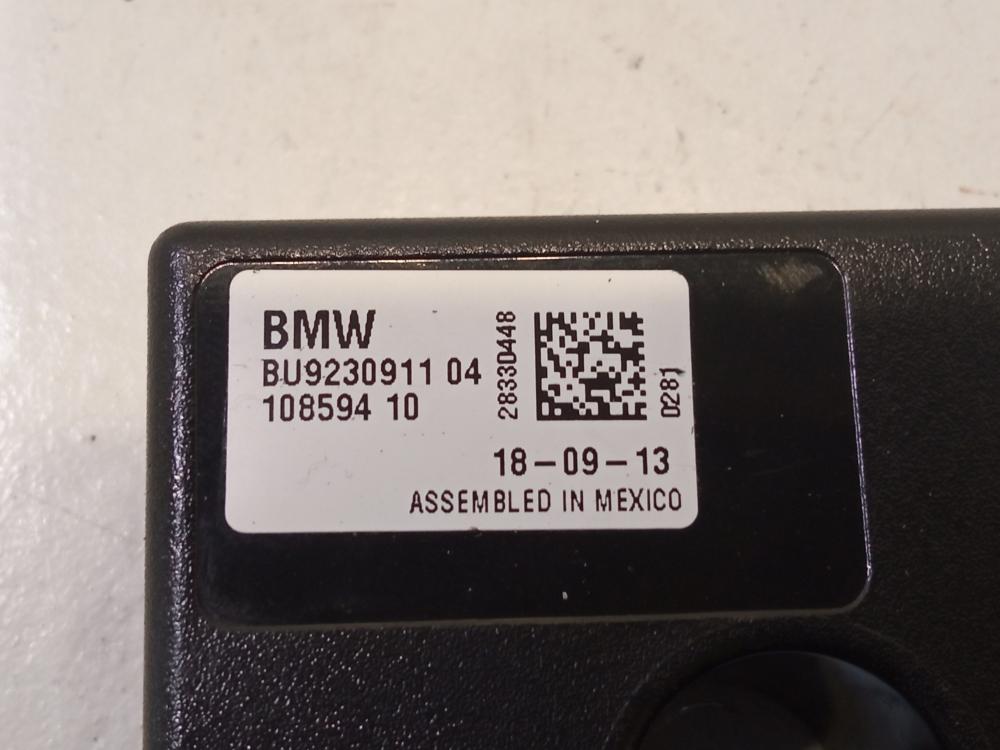 BMW
BU9230911 04
108594 10
28330448
0281
18-09-13
ASSEMBLED IN MEXICO